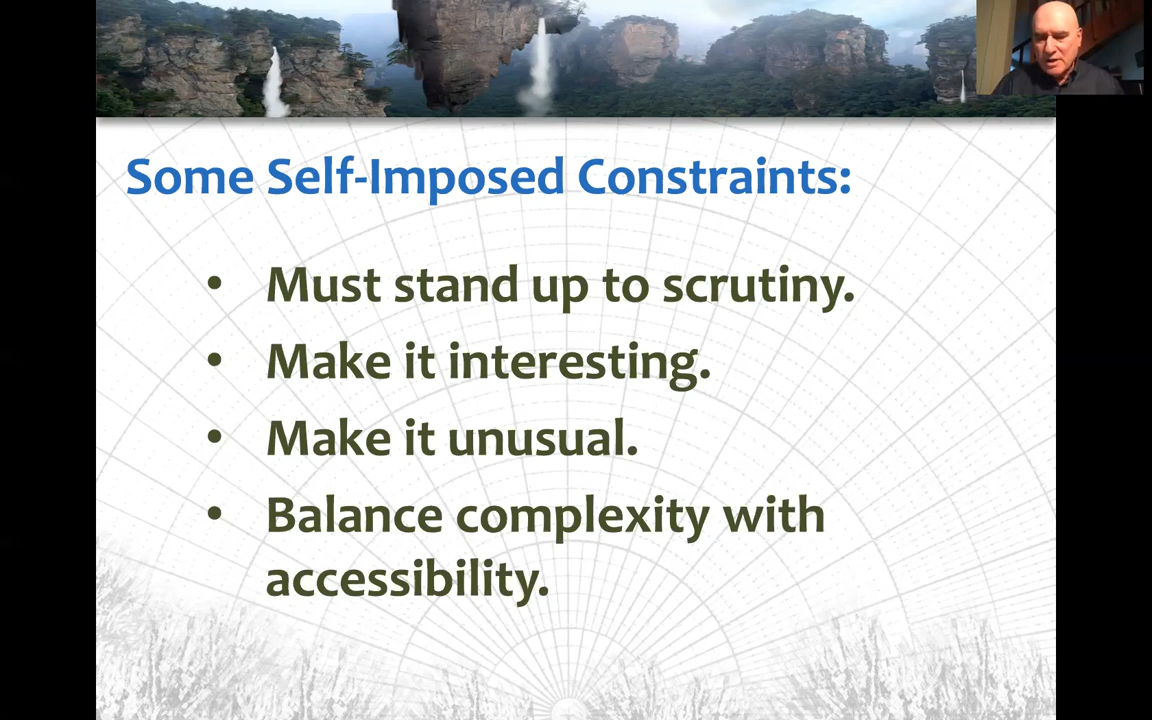 Some Self-Imposed Constraints:
• Must stand up to scrutiny.
• Make it interesting.
• Make it unusual.
• Balance complexity with
accessibility.